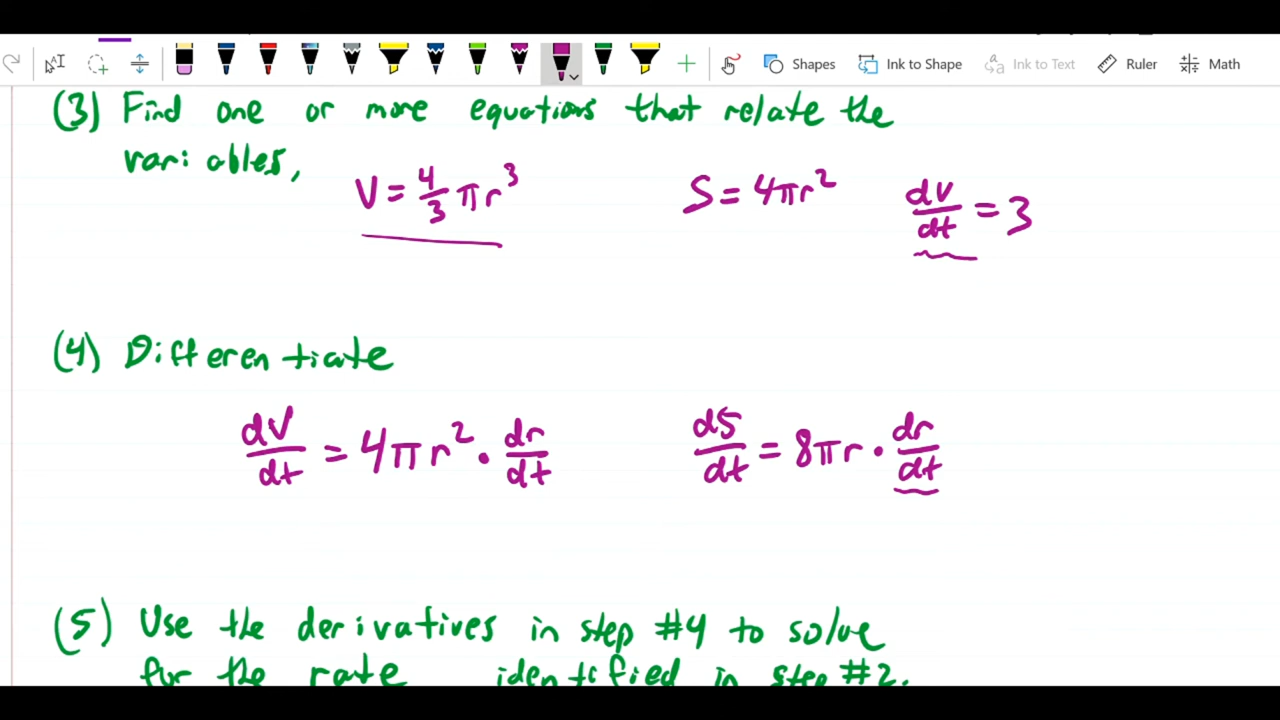 Shapes Ink to Shape Ink to Text Ruler Math
(3) Find one or more equations that relate the
variables,
V = 4/3 πr³ S = 4πr² dV/dt = 3
(4) Differentiate
dV/dt = 4πr² · dr/dt dS/dt = 8πr · dr/dt
(5) Use the derivatives in step #4 to solve
for the rate identified in step #2.